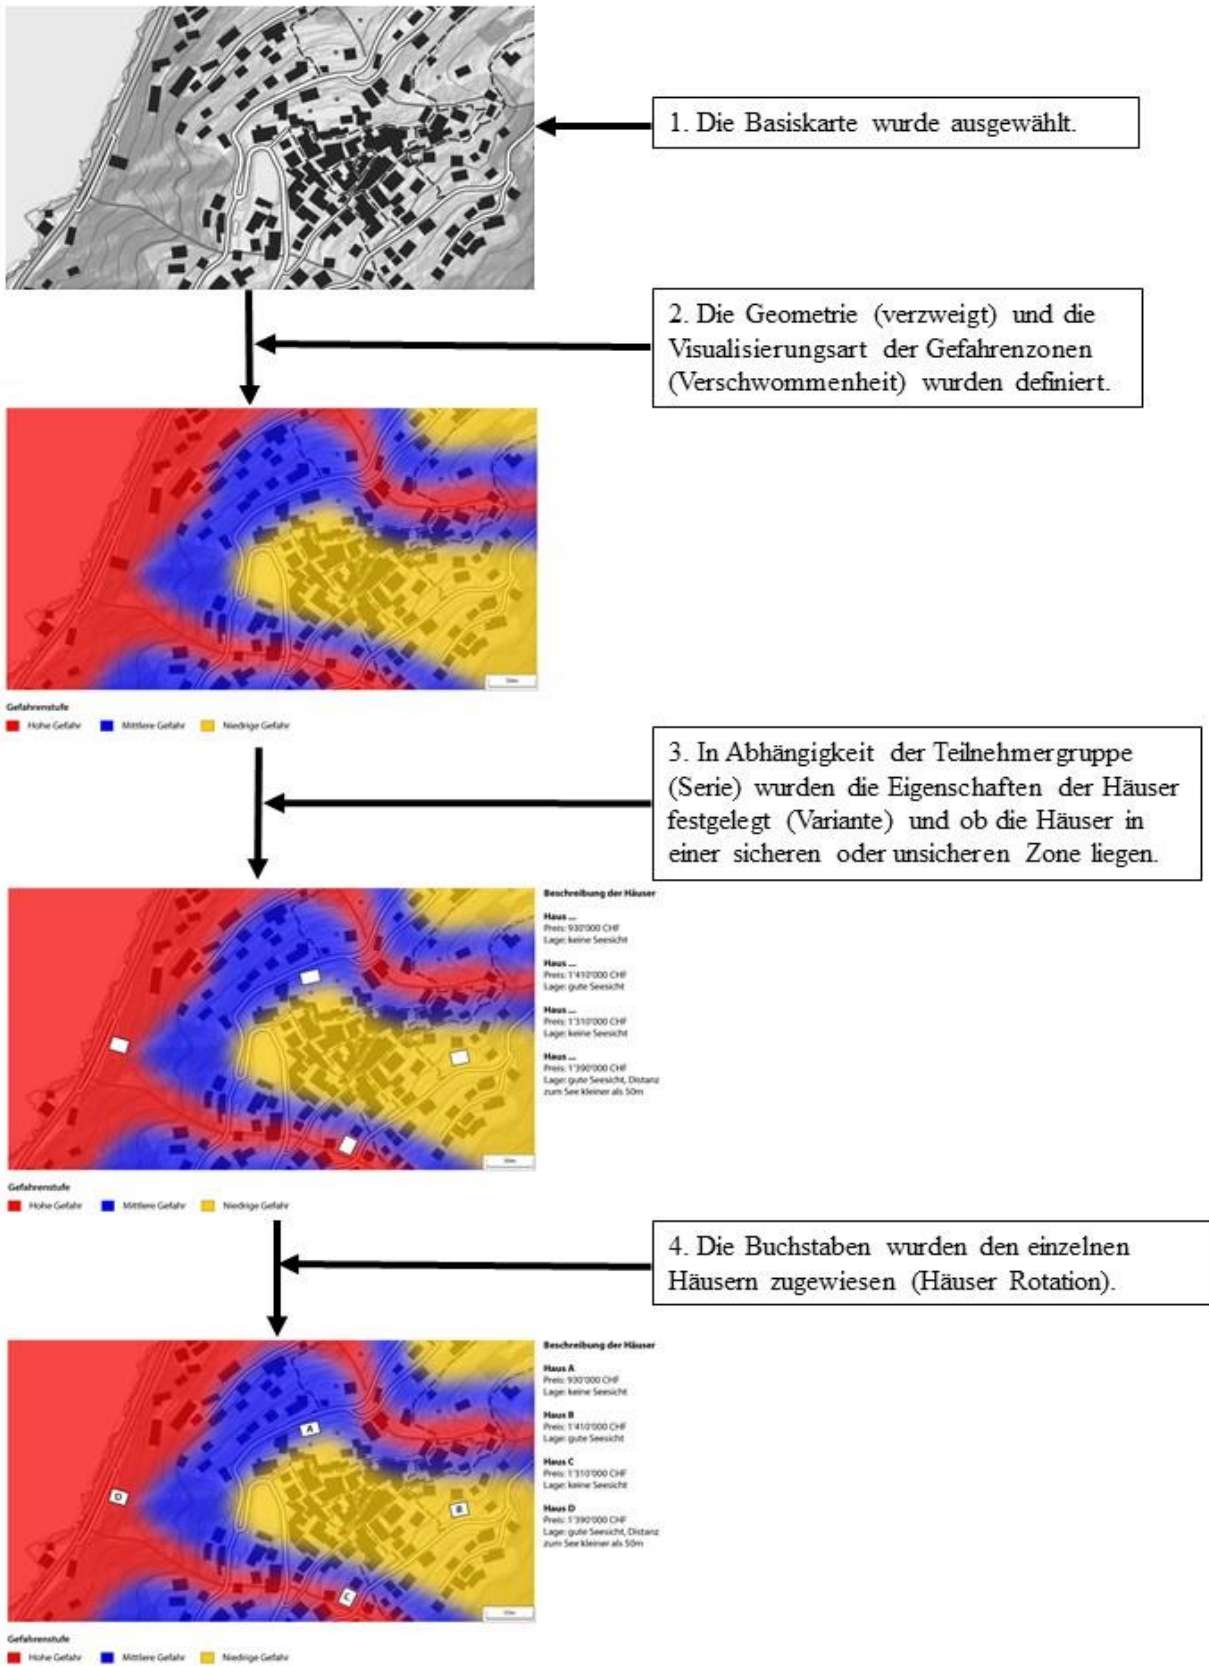 1. Die Basiskarte wurde ausgewählt.
2. Die Geometrie (verzweigt) und die
Visualisierungsart der Gefahrenzonen
(Verschwommenheit) wurden definiert.
Gefahrenstufe
Hohe Gefahr Mittlere Gefahr Niedrige Gefahr
3. In Abhängigkeit der Teilnehmergruppe
(Serie) wurden die Eigenschaften der Häuser
festgelegt (Variante) und ob die Häuser in
einer sicheren oder unsicheren Zone liegen.
Beschreibung der Häuser
Haus ...
Preis: 930'000 CHF
Lage: keine Seesicht
Haus ...
Preis: 1'410'000 CHF
Lage: gute Seesicht
Haus ...
Preis: 1'310'000 CHF
Lage: keine Seesicht
Haus ...
Preis: 1'390'000 CHF
Lage: gute Seesicht, Distanz
zum See kleiner als 50m
Gefahrenstufe
Hohe Gefahr Mittlere Gefahr Niedrige Gefahr
4. Die Buchstaben wurden den einzelnen
Häusern zugewiesen (Häuser Rotation).
A
D
B
C
Beschreibung der Häuser
Haus A
Preis: 930'000 CHF
Lage: keine Seesicht
Haus B
Preis: 1'410'000 CHF
Lage: gute Seesicht
Haus C
Preis: 1'310'000 CHF
Lage: keine Seesicht
Haus D
Preis: 1'390'000 CHF
Lage: gute Seesicht, Distanz
zum See kleiner als 50m
Gefahrenstufe
Hohe Gefahr Mittlere Gefahr Niedrige Gefahr